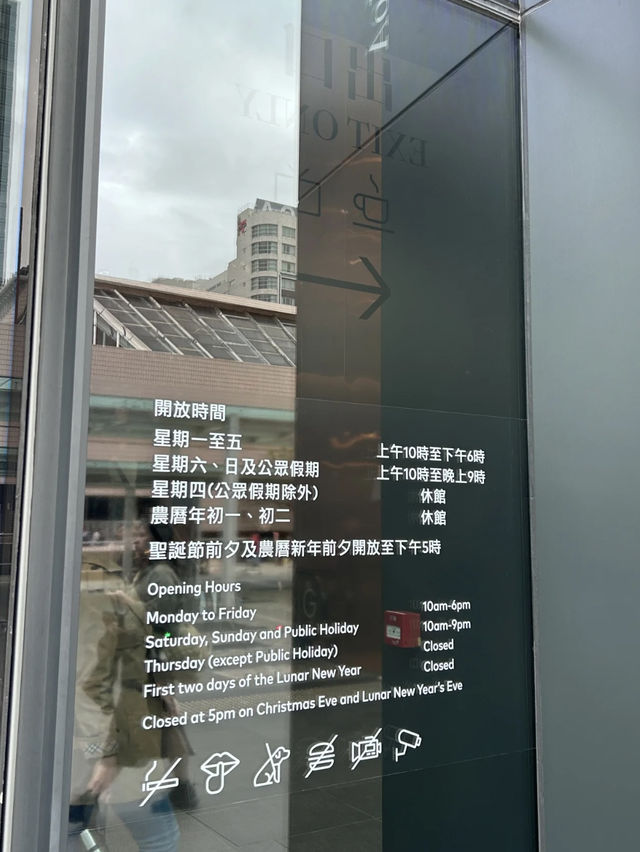 EXIT ONLY
開放時間
星期一至五 上午10時至下午6時
星期六、日及公眾假期 上午10時至晚上9時
星期四(公眾假期除外) 休館
農曆年初一、初二 休館
聖誕節前夕及農曆新年前夕開放至下午5時
Opening Hours
Monday to Friday 10am-6pm
Saturday, Sunday and Public Holiday 10am-9pm
Thursday (except Public Holiday) Closed
First two days of the Lunar New Year Closed
Closed at 5pm on Christmas Eve and Lunar New Year's Eve